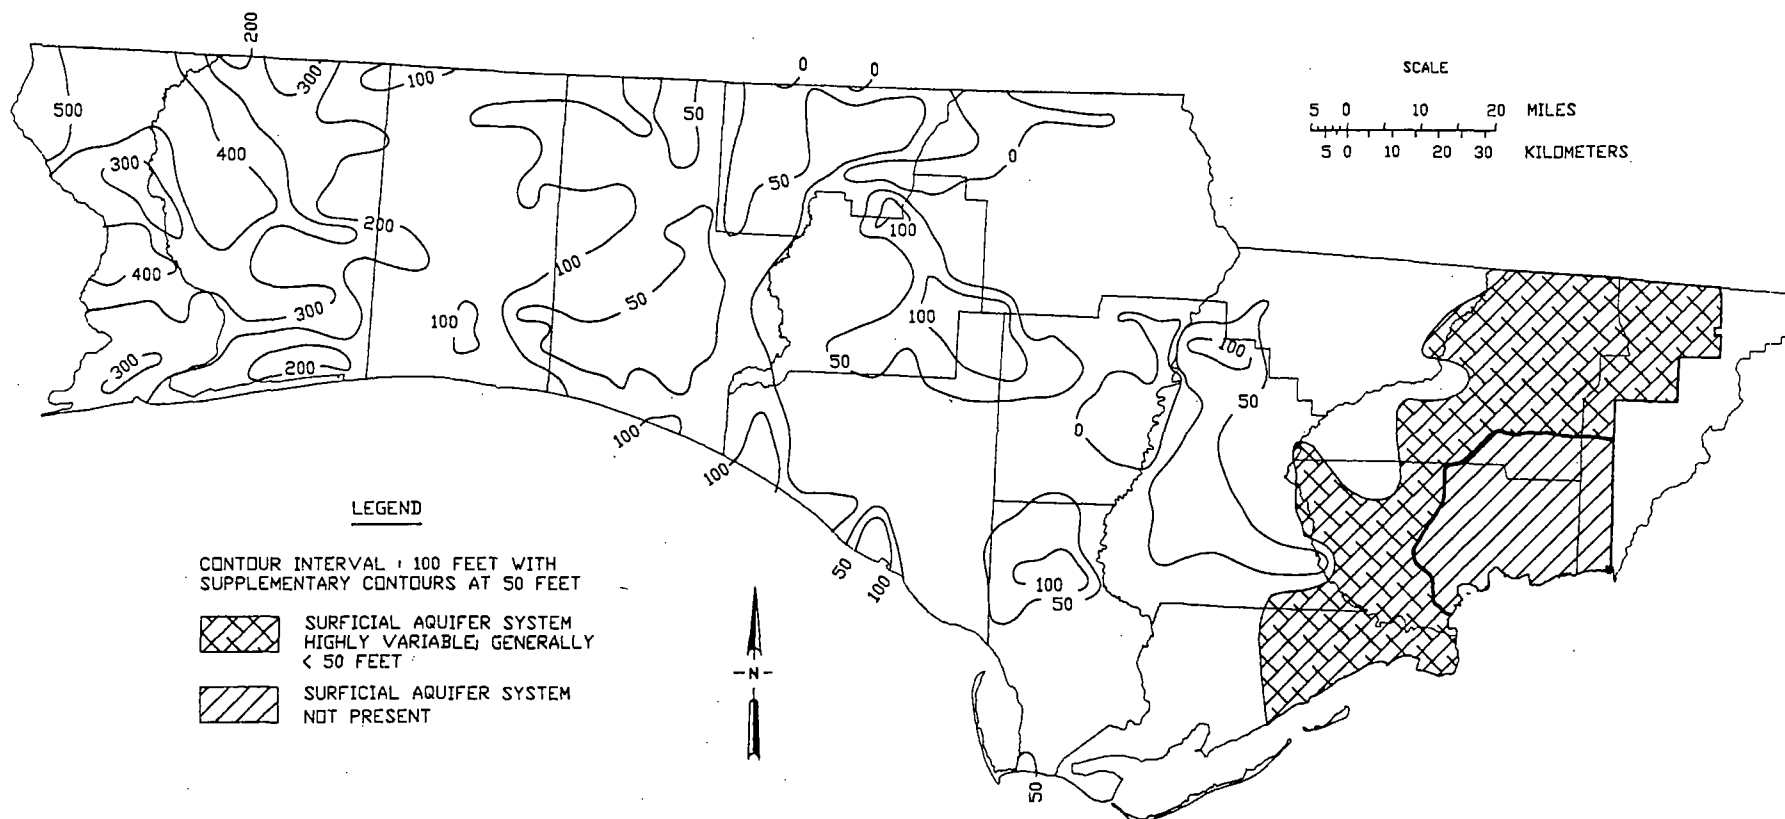 200
0
0
SCALE
5 0 10 20 MILES
5 0 10 20 30 KILOMETERS
500
300
100
50
0
400
300
50
200
100
400
100
300
50
100
100
50
100
300
200
50
0
100
100
50
100
100
50
50
100
50
LEGEND
CONTOUR INTERVAL : 100 FEET WITH
SUPPLEMENTARY CONTOURS AT 50 FEET
SURFICIAL AQUIFER SYSTEM
HIGHLY VARIABLE; GENERALLY
< 50 FEET
SURFICIAL AQUIFER SYSTEM
NOT PRESENT
-N-